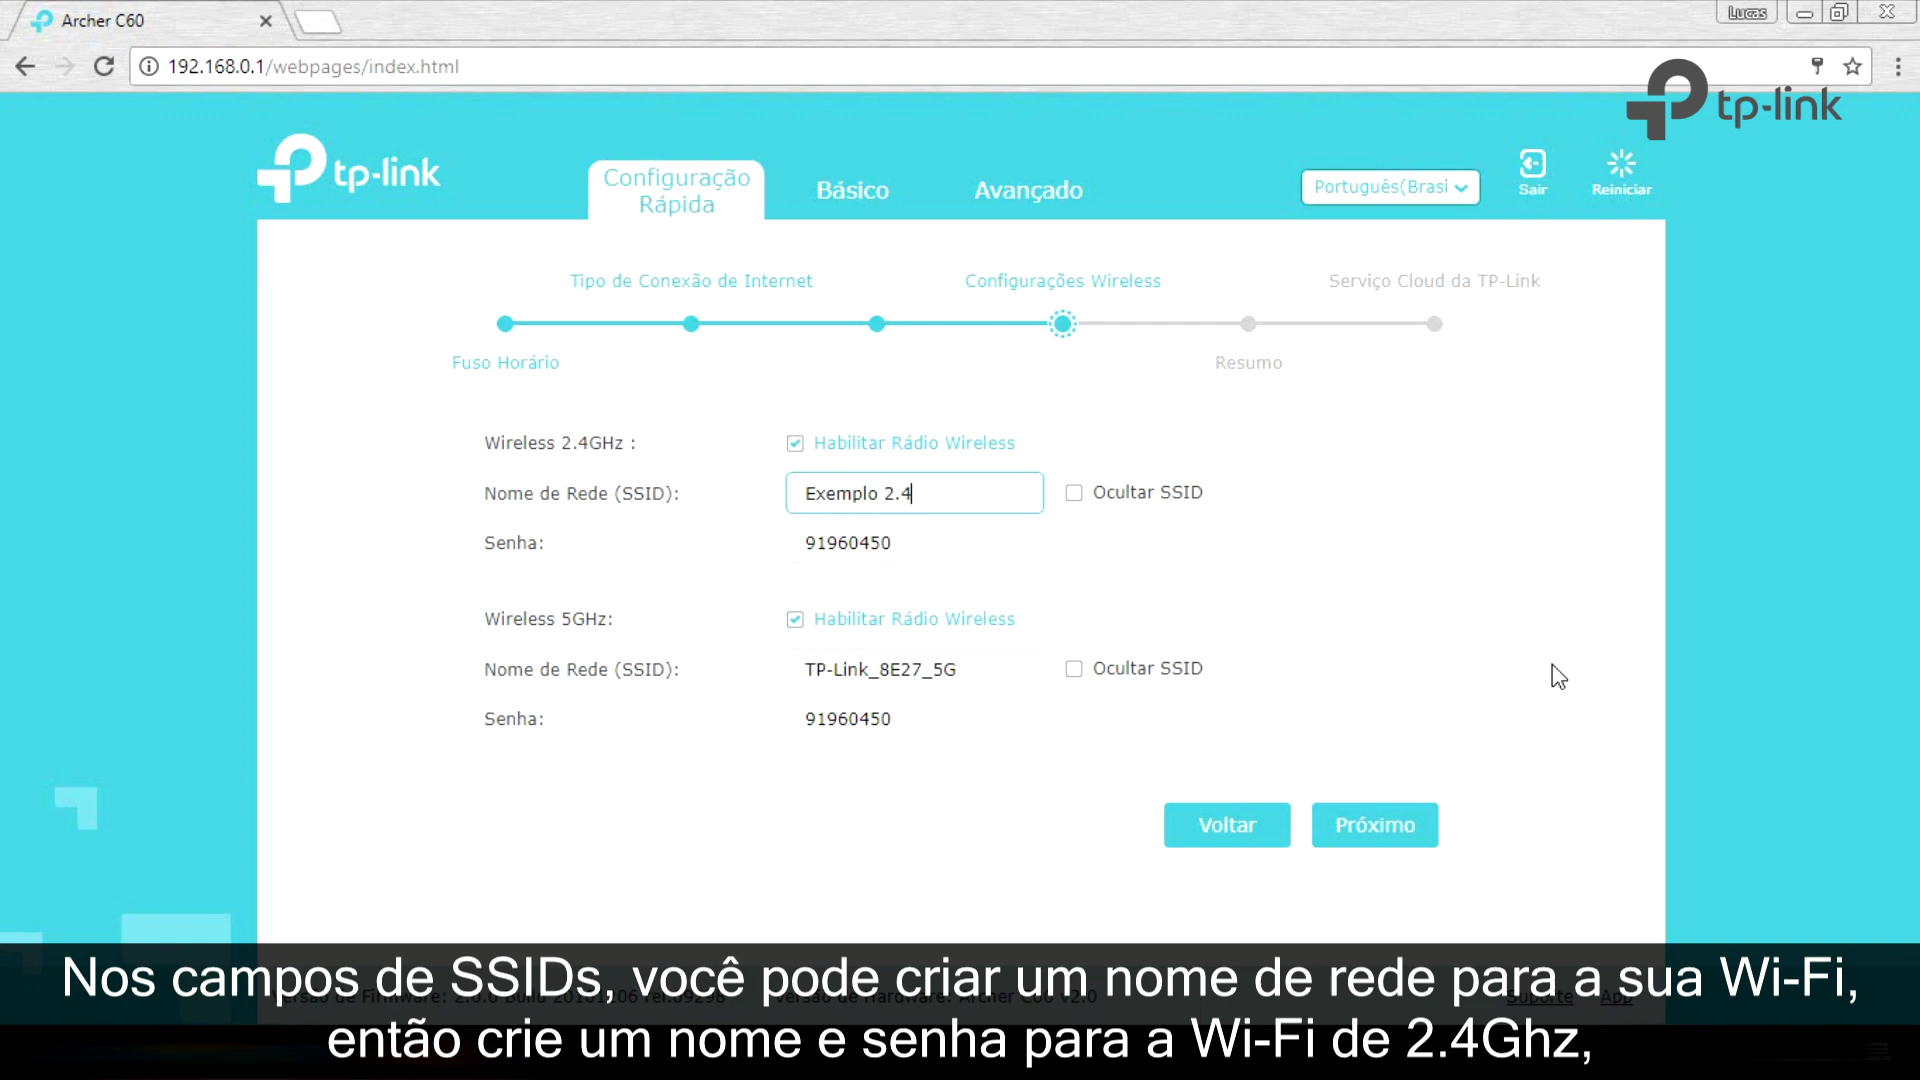 Archer C60
Lucas
192.168.0.1/webpages/index.html
tp-link
tp-link
Configuração
Rápida
Básico
Avançado
Português(Brasi
Sair
Reiniciar
Tipo de Conexão de Internet
Configurações Wireless
Serviço Cloud da TP-Link
Fuso Horário
Resumo
Wireless 2.4GHz :
Habilitar Rádio Wireless
Nome de Rede (SSID):
Exemplo 2.4
Ocultar SSID
Senha:
91960450
Wireless 5GHz:
Habilitar Rádio Wireless
Nome de Rede (SSID):
TP-Link_8E27_5G
Ocultar SSID
Senha:
91960450
Voltar
Próximo
Suporte
App
Nos campos de SSIDs, você pode criar um nome de rede para a sua Wi-Fi,
então crie um nome e senha para a Wi-Fi de 2.4Ghz,